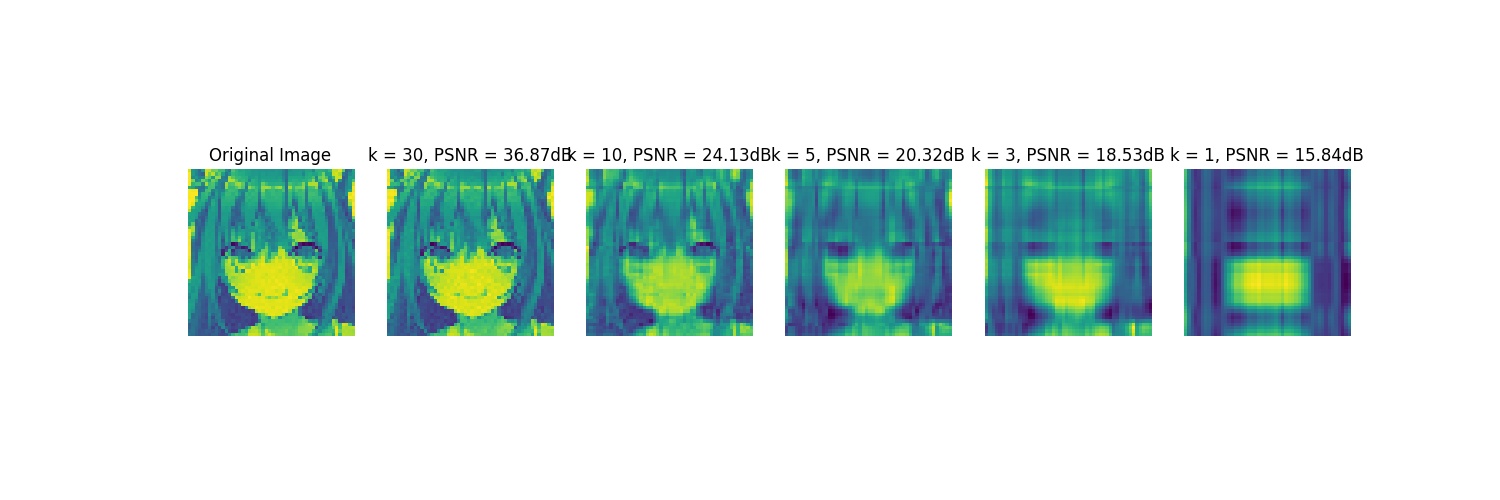 Original Image
k = 30, PSNR = 36.87dB
k = 10, PSNR = 24.13dB
k = 5, PSNR = 20.32dB
k = 3, PSNR = 18.53dB
k = 1, PSNR = 15.84dB